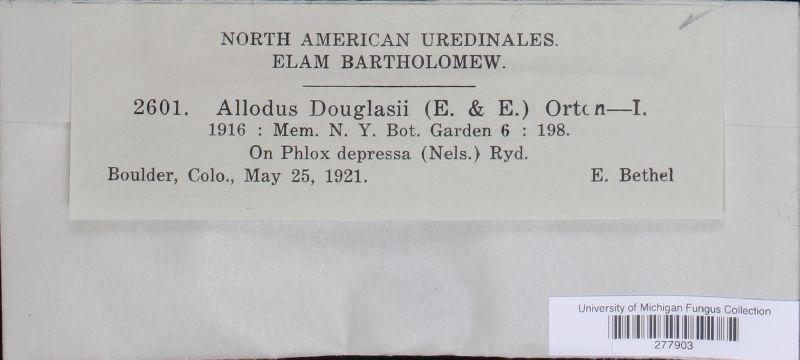 NORTH AMERICAN UREDINALES.
ELAM BARTHOLOMEW.
2601. Allodus Douglasii (E. & E.) Orton—I.
1916 : Mem. N. Y. Bot. Garden 6 : 198.
On Phlox depressa (Nels.) Ryd.
Boulder, Colo., May 25, 1921. E. Bethel
University of Michigan Fungus Collection
277903